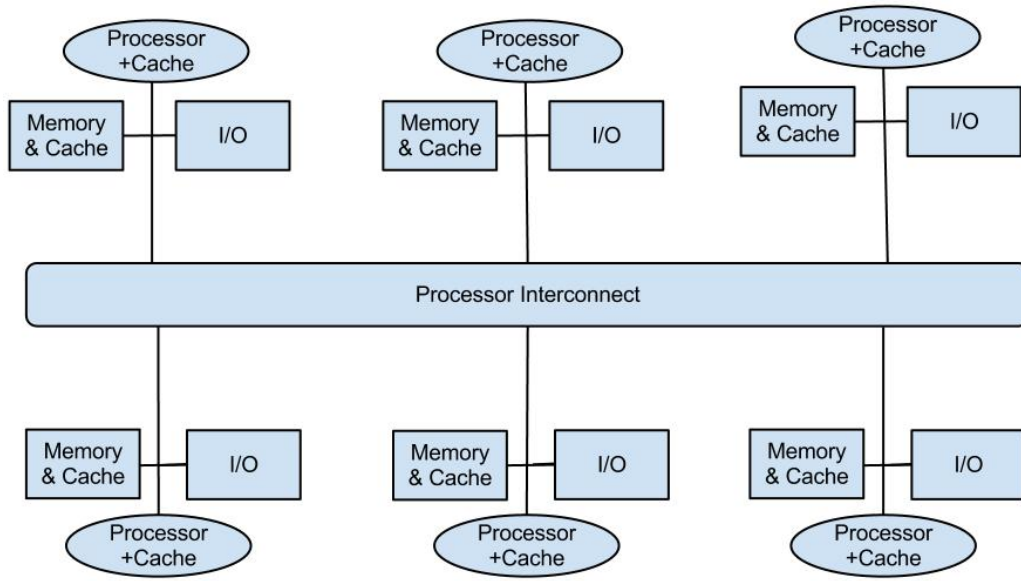 Processor
+Cache
Processor
+Cache
Processor
+Cache
Memory
& Cache
I/O
Memory
& Cache
I/O
Memory
& Cache
I/O
Processor Interconnect
Memory
& Cache
I/O
Memory
& Cache
I/O
Memory
& Cache
I/O
Processor
+Cache
Processor
+Cache
Processor
+Cache